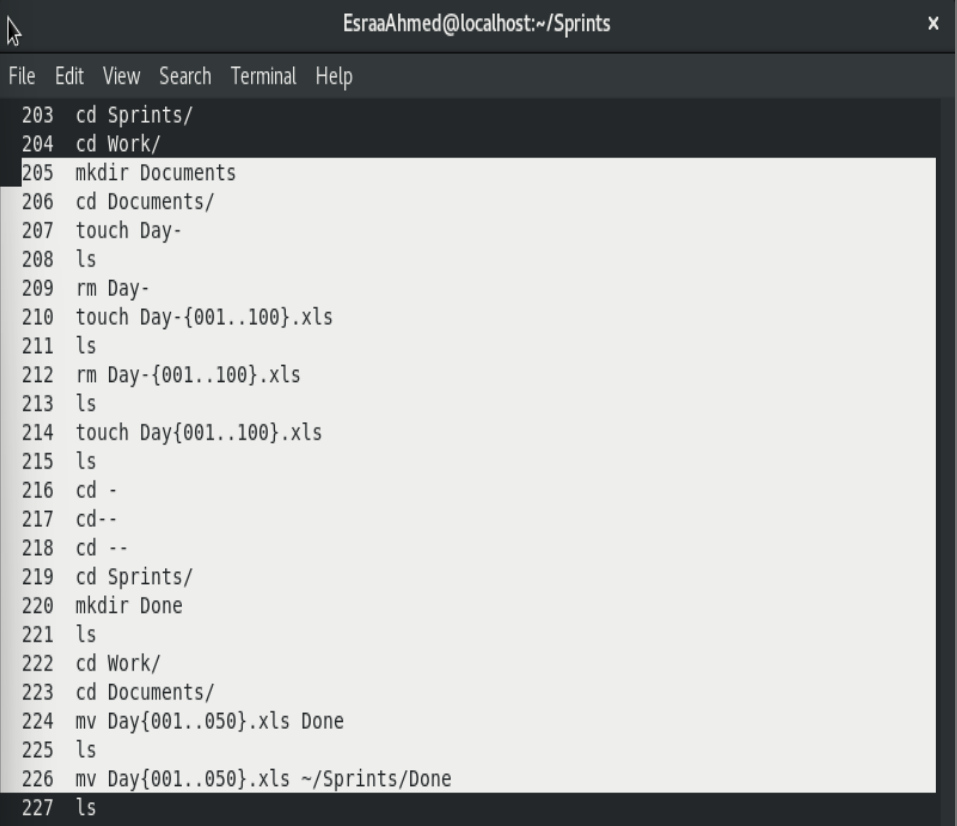 EsraaAhmed@localhost:~/Sprints x
File Edit View Search Terminal Help
203 cd Sprints/
204 cd Work/
205 mkdir Documents
206 cd Documents/
207 touch Day-
208 ls
209 rm Day-
210 touch Day-{001..100}.xls
211 ls
212 rm Day-{001..100}.xls
213 ls
214 touch Day{001..100}.xls
215 ls
216 cd -
217 cd--
218 cd --
219 cd Sprints/
220 mkdir Done
221 ls
222 cd Work/
223 cd Documents/
224 mv Day{001..050}.xls Done
225 ls
226 mv Day{001..050}.xls ~/Sprints/Done
227 ls